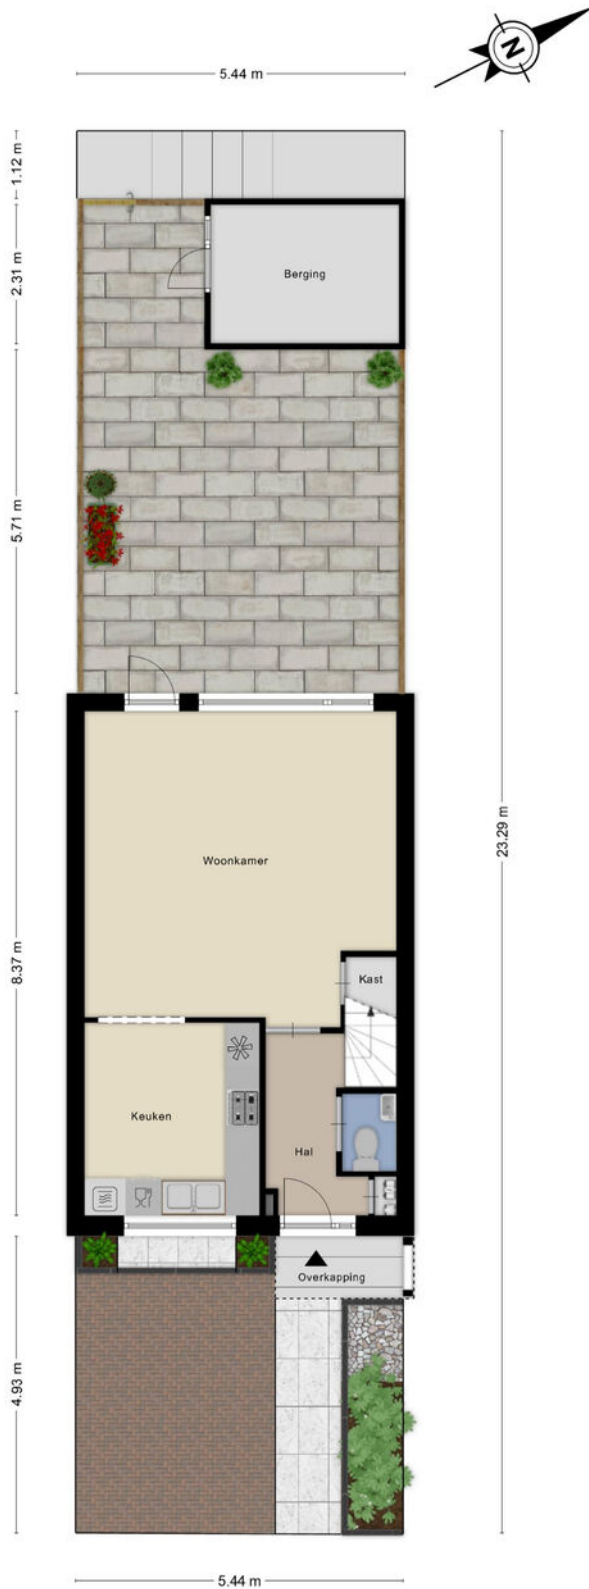 N
5.44 m
1.12 m
2.31 m
Berging
5.71 m
23.29 m
Woonkamer
8.37 m
Kast
Keuken
Hal
Overkapping
4.93 m
5.44 m